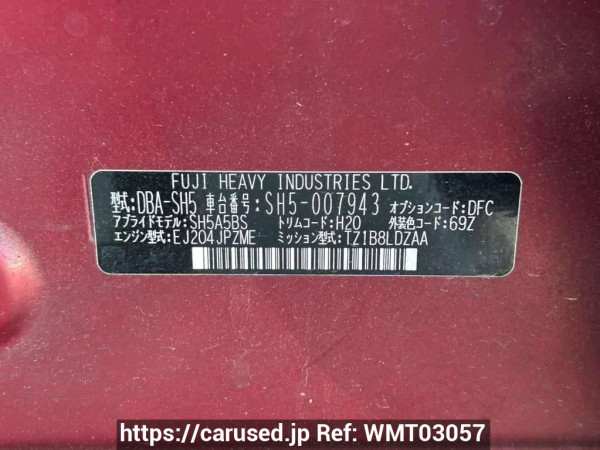 FUJI HEAVY INDUSTRIES LTD.
型式:DBA-SH5 車台番号:SH5-007943 オプションコード:DFC
アプライドモデル:SH5A5BS トリムコード:H20 外装色コード:69Z
エンジン型式:EJ204JPZME ミッション型式:TZ1B8LDZAA
https://carused.jp Ref: WMT03057